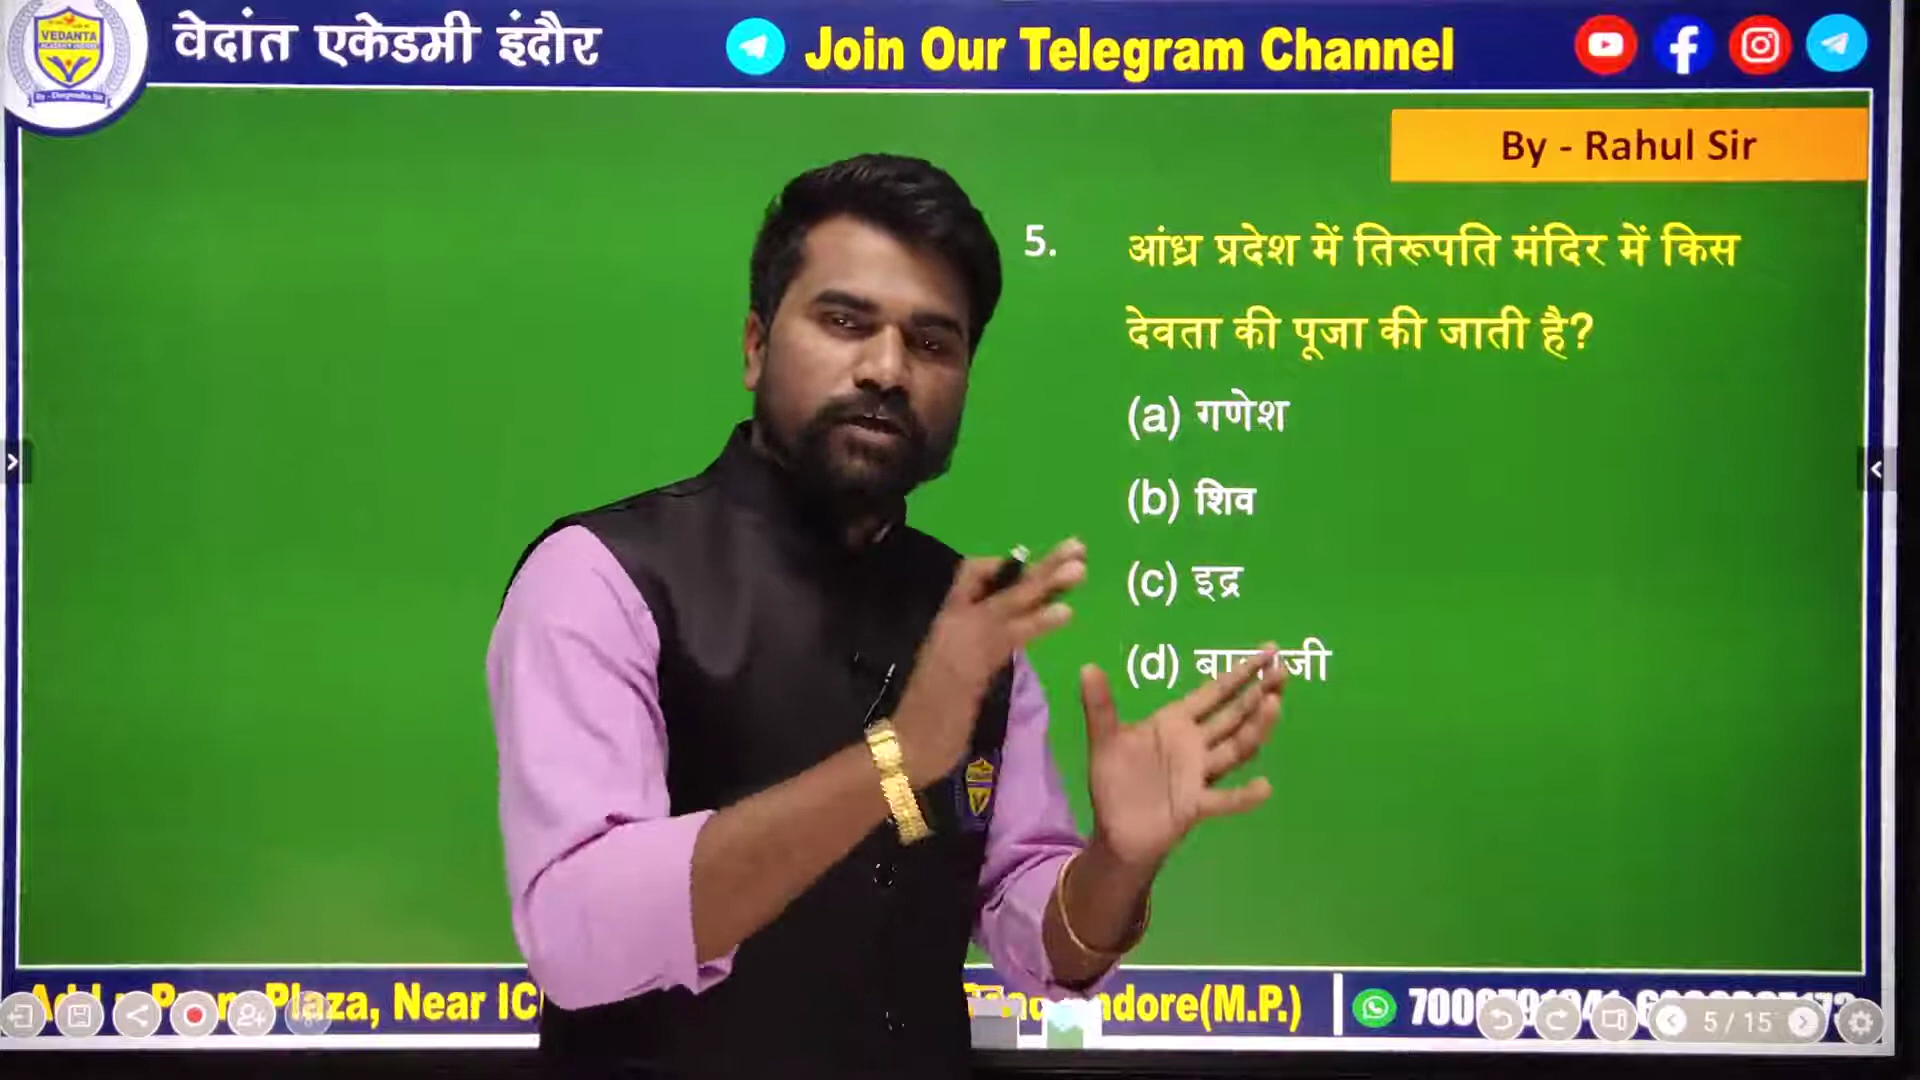 VEDANTA
वेदांत एकेडमी इंदौर
Join Our Telegram Channel
By - Rahul Sir
5. आंध्र प्रदेश में तिरूपति मंदिर में किस
देवता की पूजा की जाती है?
(a) गणेश
(b) शिव
(c) इद्र
(d)
Plaza, Near
(M.P.)
5 / 15